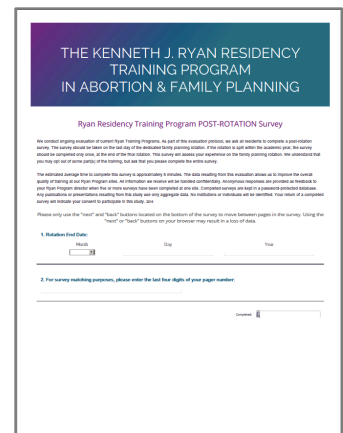 THE KENNETH J. RYAN RESIDENCY
TRAINING PROGRAM
IN ABORTION & FAMILY PLANNING
Ryan Residency Training Program POST-ROTATION Survey
We conduct ongoing evaluation of current Ryan Training Programs. As part of this evaluation protocol, we ask all residents to complete a post-rotation
survey. The survey should be taken on the last day of the dedicated family planning rotation. If the rotation is split within the academic year, the survey
should be completed only once, at the end of the final rotation. This survey will assess your experience on the family planning rotation. We understand that
you may opt out of some part(s) of the training, but ask that you please complete the entire survey.
The estimated average time to complete this survey is approximately 6 minutes. The data resulting from this evaluation allows us to improve the overall
quality of training at our Ryan Program sites. All information we receive will be handled confidentially. Anonymous responses are provided as feedback to
your Ryan Program director when five or more surveys have been completed at one site. Completed surveys are kept in a password-protected database.
Any publications or presentations resulting from this study use only aggregate data. No institutions or individuals will be identified. Your return of a completed
survey will indicate your consent to participate in this study.
Please only use the "next" and "back" buttons located on the bottom of the survey to move between pages in the survey. Using the
"next" or "back" buttons on your browser may result in a loss of data.
1. Rotation End Date:
Month Day Year
2. For survey matching purposes, please enter the last four digits of your pager number:
Completed: